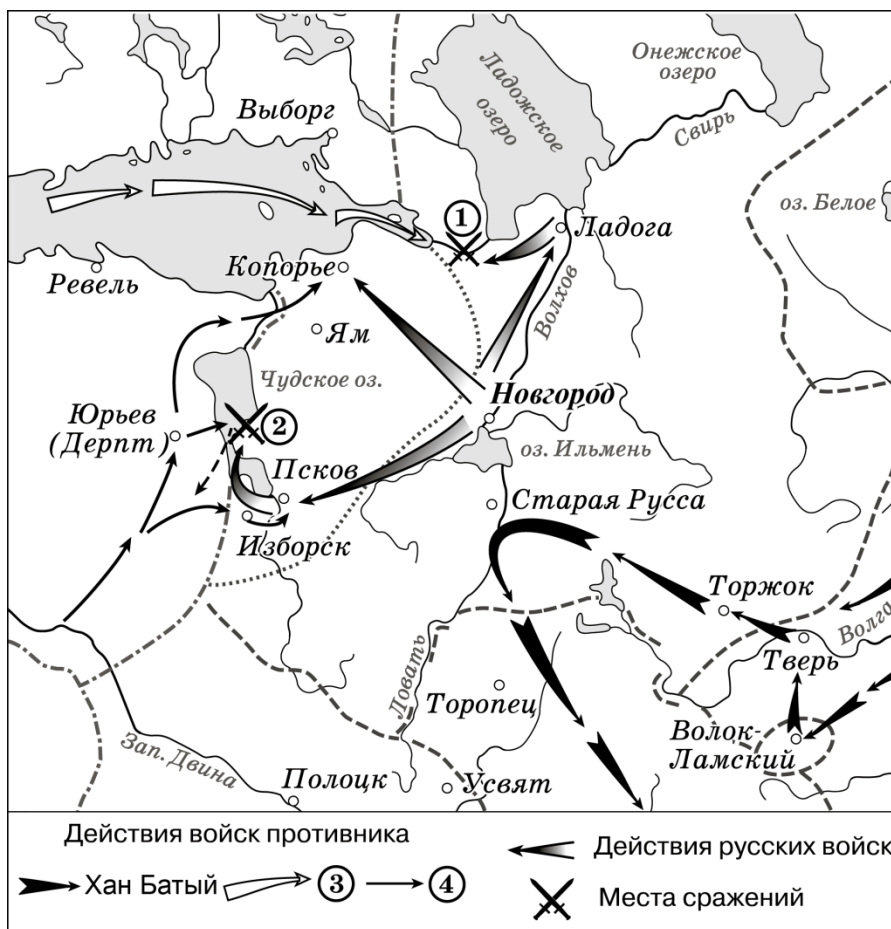 Онежское
озеро
Ладожское
озеро
Выборг
Свирь
оз. Белое
1
Ладога
Ревель
Копорье
Волхов
Ям
Чудское оз.
Новгород
Юрьев
(Дерпт)
2
оз. Ильмень
Псков
Старая Русса
Изборск
Торжок
Волго
Тверь
Ловать
Торопец
Волок-
Ламский
Зап. Двина
Полоцк
Усвят
Действия войск противника
Хан Батый
3
4
Действия русских войск
Места сражений